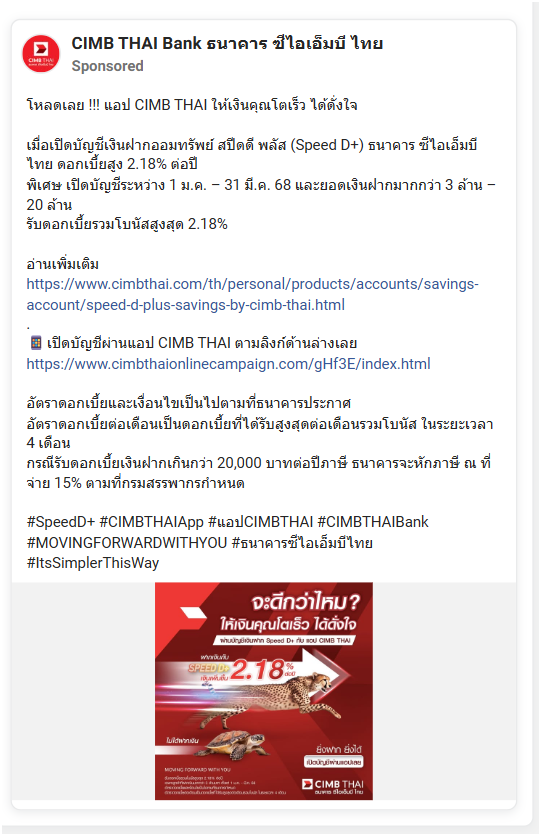 CIMB THAI Bank ธนาคาร ซีไอเอ็มบี ไทย
Sponsored
CIMB THAI
โหลดเลย !!! แอป CIMB THAI ให้เงินคุณโตเร็ว ได้ดั่งใจ
เมื่อเปิดบัญชีเงินฝากออมทรัพย์ สปีดดี พลัส (Speed D+) ธนาคาร ซีไอเอ็มบี
ไทย ดอกเบี้ยสูง 2.18% ต่อปี
พิเศษ เปิดบัญชีระหว่าง 1 ม.ค. – 31 มี.ค. 68 และยอดเงินฝากมากกว่า 3 ล้าน –
20 ล้าน
รับดอกเบี้ยรวมโบนัสสูงสุด 2.18%
อ่านเพิ่มเติม
https://www.cimbthai.com/th/personal/products/accounts/savings-
account/speed-d-plus-savings-by-cimb-thai.html
.
เปิดบัญชีผ่านแอป CIMB THAI ตามลิงก์ด้านล่างเลย
https://www.cimbthaionlinecampaign.com/gHf3E/index.html
อัตราดอกเบี้ยและเงื่อนไขเป็นไปตามที่ธนาคารประกาศ
อัตราดอกเบี้ยต่อเดือนเป็นดอกเบี้ยที่ได้รับสูงสุดต่อเดือนรวมโบนัส ในระยะเวลา
4 เดือน
กรณีรับดอกเบี้ยเงินฝากเกินกว่า 20,000 บาทต่อปีภาษี ธนาคารจะหักภาษี ณ ที่
จ่าย 15% ตามที่กรมสรรพากรกำหนด
#SpeedD+ #CIMBTHAIApp #แอปCIMBTHAI #CIMBTHAIBank
#MOVINGFORWARDWITHYOU #ธนาคารซีไอเอ็มบีไทย
#ItsSimplerThisWay
จะดีกว่าไหม?
ให้เงินคุณโตเร็ว ได้ดั่งใจ
ผ่านบัญชีเงินฝาก Speed D+ กับ แอป CIMB THAI
ฝากเงินกับ
SPEED D+
เงินเพิ่มขึ้น
2.18%
ต่อปี
ไม่ได้ฝากเงิน
ยิ่งฝาก ยิ่งได้
เปิดบัญชีผ่านแอปเลย
MOVING FORWARD WITH YOU
CIMB THAI
ธนาคาร ซีไอเอ็มบี ไทย